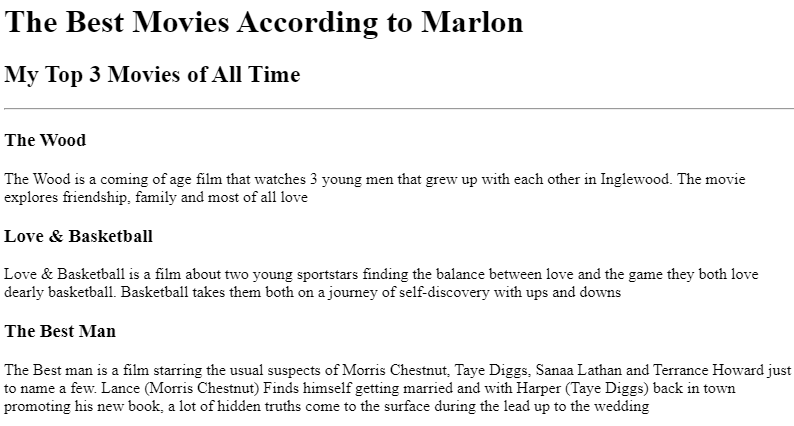 The Best Movies According to Marlon
My Top 3 Movies of All Time
The Wood
The Wood is a coming of age film that watches 3 young men that grew up with each other in Inglewood. The movie
explores friendship, family and most of all love
Love & Basketball
Love & Basketball is a film about two young sportstars finding the balance between love and the game they both love
dearly basketball. Basketball takes them both on a journey of self-discovery with ups and downs
The Best Man
The Best man is a film starring the usual suspects of Morris Chestnut, Taye Diggs, Sanaa Lathan and Terrance Howard just
to name a few. Lance (Morris Chestnut) Finds himself getting married and with Harper (Taye Diggs) back in town
promoting his new book, a lot of hidden truths come to the surface during the lead up to the wedding